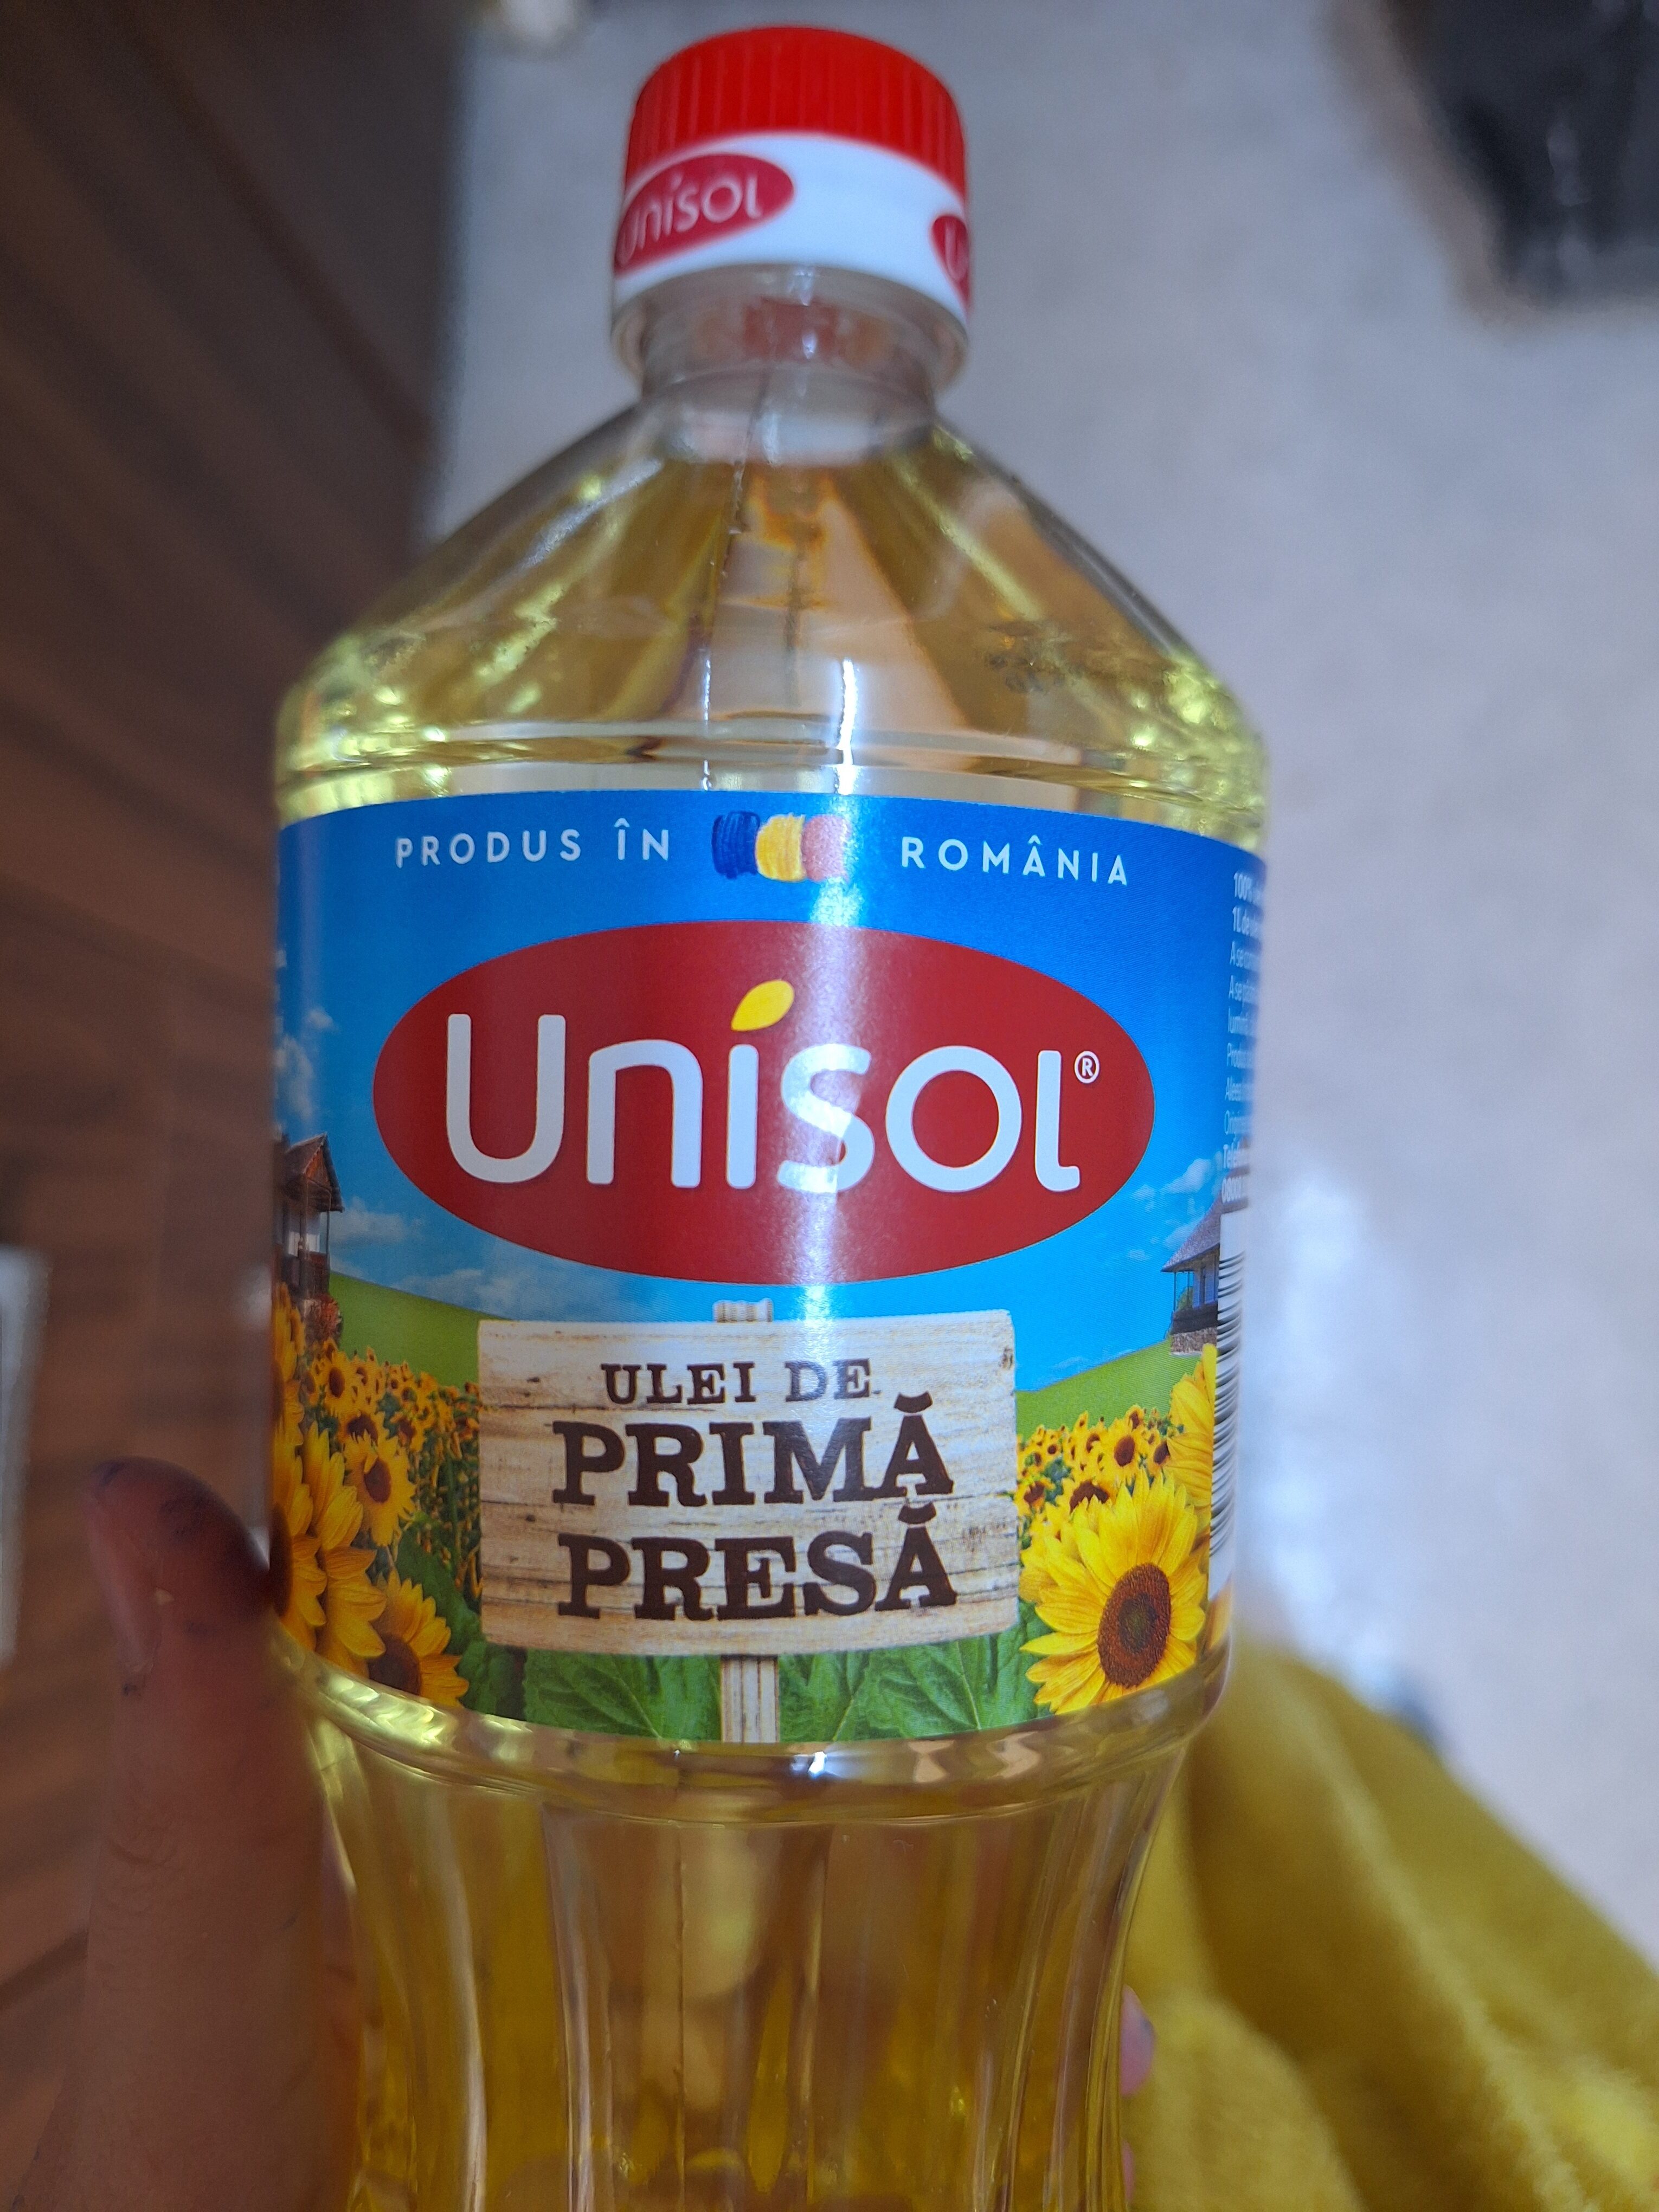 unisol
PRODUS ÎN ROMÂNIA
Unisol®
ULEI DE
PRIMĂ
PRESĂ